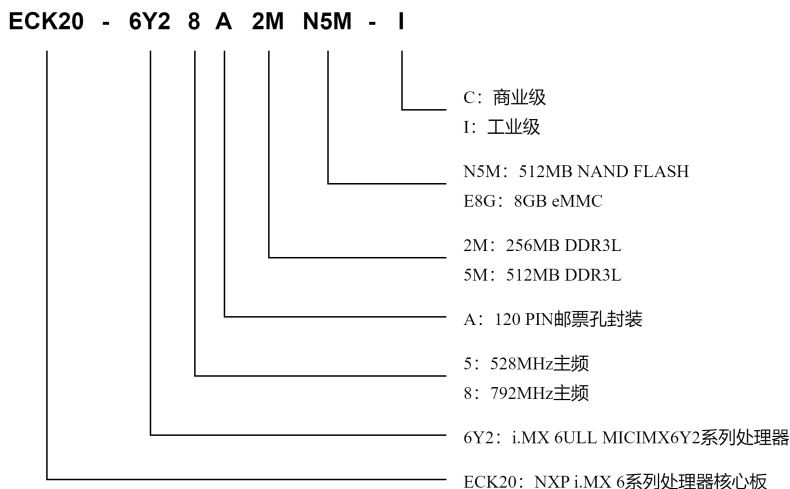 ECK20 - 6Y2 8 A 2M N5M - I
C：商业级
I：工业级
N5M：512MB NAND FLASH
E8G：8GB eMMC
2M：256MB DDR3L
5M：512MB DDR3L
A：120 PIN邮票孔封装
5：528MHz主频
8：792MHz主频
6Y2：i.MX 6ULL MICIMX6Y2系列处理器
ECK20：NXP i.MX 6系列处理器核心板